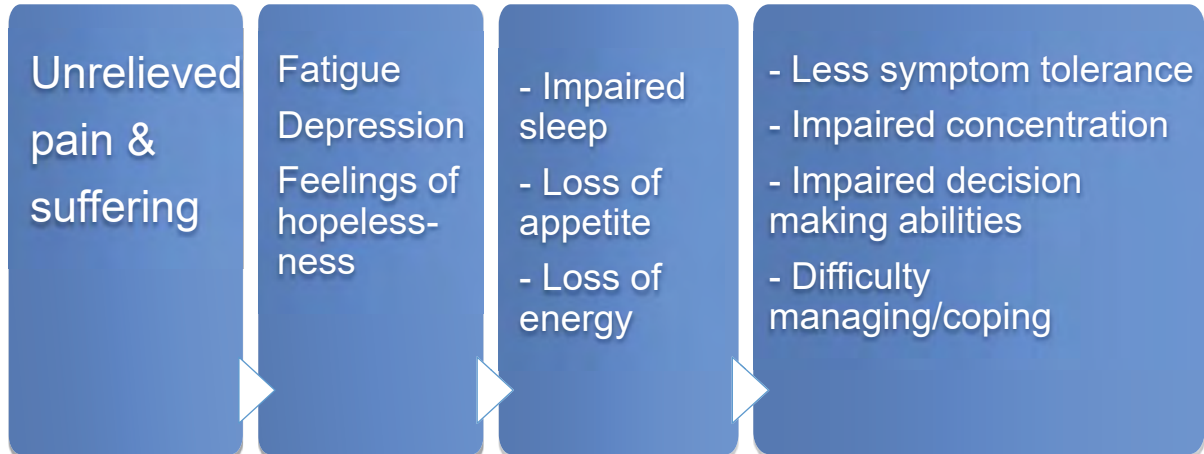 Unrelieved
pain &
suffering
Fatigue
Depression
Feelings of
hopeless-
ness
- Impaired
sleep
- Loss of
appetite
- Loss of
energy
- Less symptom tolerance
- Impaired concentration
- Impaired decision
making abilities
- Difficulty
managing/coping